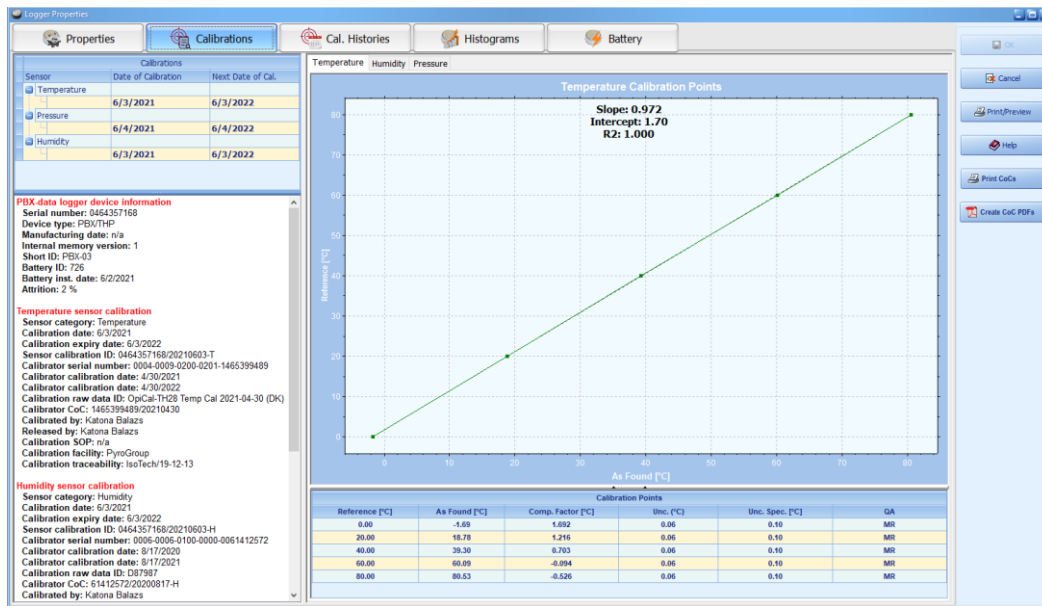 Logger Properties
Properties
Calibrations
Cal. Histories
Histograms
Battery
Calibrations
Sensor Date of Calibration Next Date of Cal.
Temperature
6/3/2021 6/3/2022
Pressure
6/4/2021 6/4/2022
Humidity
6/3/2021 6/3/2022
PBX-data logger device information
Serial number: 0464357168
Device type: PBX/THP
Manufacturing date: n/a
Internal memory version: 1
Short ID: PBX-03
Battery ID: 726
Battery inst. date: 6/2/2021
Attrition: 2 %
Temperature sensor calibration
Sensor category: Temperature
Calibration date: 6/3/2021
Calibration expiry date: 6/3/2022
Sensor calibration ID: 0464357168/20210603-T
Calibrator serial number: 0004-0009-0200-0201-1465399489
Calibrator calibration date: 4/30/2021
Calibrator calibration date: 4/30/2022
Calibration raw data ID: OpiCal-TH28 Temp Cal 2021-04-30 (DK)
Calibrator CoC: 1465399489/20210430
Calibrated by: Katona Balazs
Released by: Katona Balazs
Calibration SOP: n/a
Calibration facility: PyroGroup
Calibration traceability: IsoTech/19-12-13
Humidity sensor calibration
Sensor category: Humidity
Calibration date: 6/3/2021
Calibration expiry date: 6/3/2022
Sensor calibration ID: 0464357168/20210603-H
Calibrator serial number: 0006-0006-0100-0000-0061412572
Calibrator calibration date: 8/17/2020
Calibrator calibration date: 8/17/2021
Calibration raw data ID: D87987
Calibrator CoC: 61412572/20200817-H
Calibrated by: Katona Balazs
Temperature Humidity Pressure
Temperature Calibration Points
Slope: 0.972
Intercept: 1.70
R2: 1.000
Reference [°C]
80
70
60
50
40
30
20
10
0
0 10 20 30 40 50 60 70 80
As Found [°C]
Calibration Points
Reference [°C] As Found [°C] Comp. Factor [°C] Unc. (°C) Unc. Spec. [°C] QA
0.00 -1.69 1.692 0.06 0.10 MR
20.00 18.78 1.216 0.06 0.10 MR
40.00 39.30 0.703 0.06 0.10 MR
60.00 60.09 -0.094 0.06 0.10 MR
80.00 80.53 -0.526 0.06 0.10 MR
OK
Cancel
Print/Preview
Help
Print CoCs
Create CoC PDFs